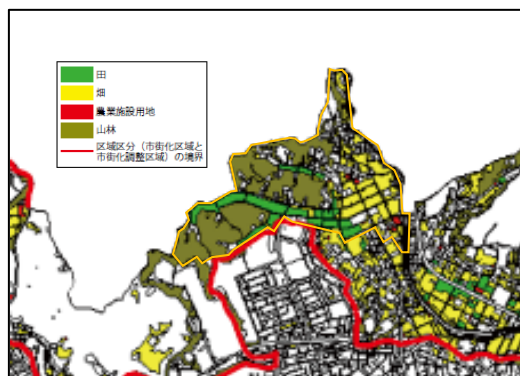 田
畑
農業施設用地
山林
区域区分（市街化区域と
市街化調整区域）の境界